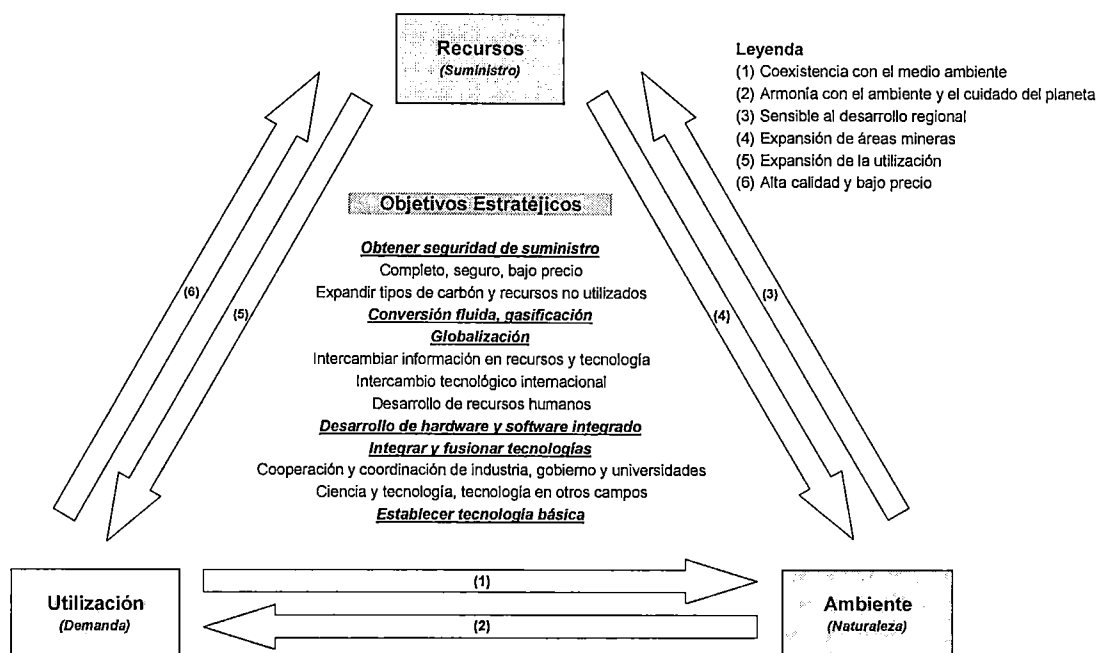 Recursos
(Suministro)
Leyenda
(1) Coexistencia con el medio ambiente
(2) Armonía con el ambiente y el cuidado del planeta
(3) Sensible al desarrollo regional
(4) Expansión de áreas mineras
(5) Expansión de la utilización
(6) Alta calidad y bajo precio
Objetivos Estratéjicos
Obtener seguridad de suministro
Completo, seguro, bajo precio
Expandir tipos de carbón y recursos no utilizados
Conversión fluida, gasificación
Globalización
Intercambiar información en recursos y tecnología
Intercambio tecnológico internacional
Desarrollo de recursos humanos
Desarrollo de hardware y software integrado
Integrar y fusionar tecnologías
Cooperación y coordinación de industria, gobierno y universidades
Ciencia y tecnología, tecnología en otros campos
Establecer tecnología básica
(6)
(5)
(4)
(3)
(1)
(2)
Utilización
(Demanda)
Ambiente
(Naturaleza)